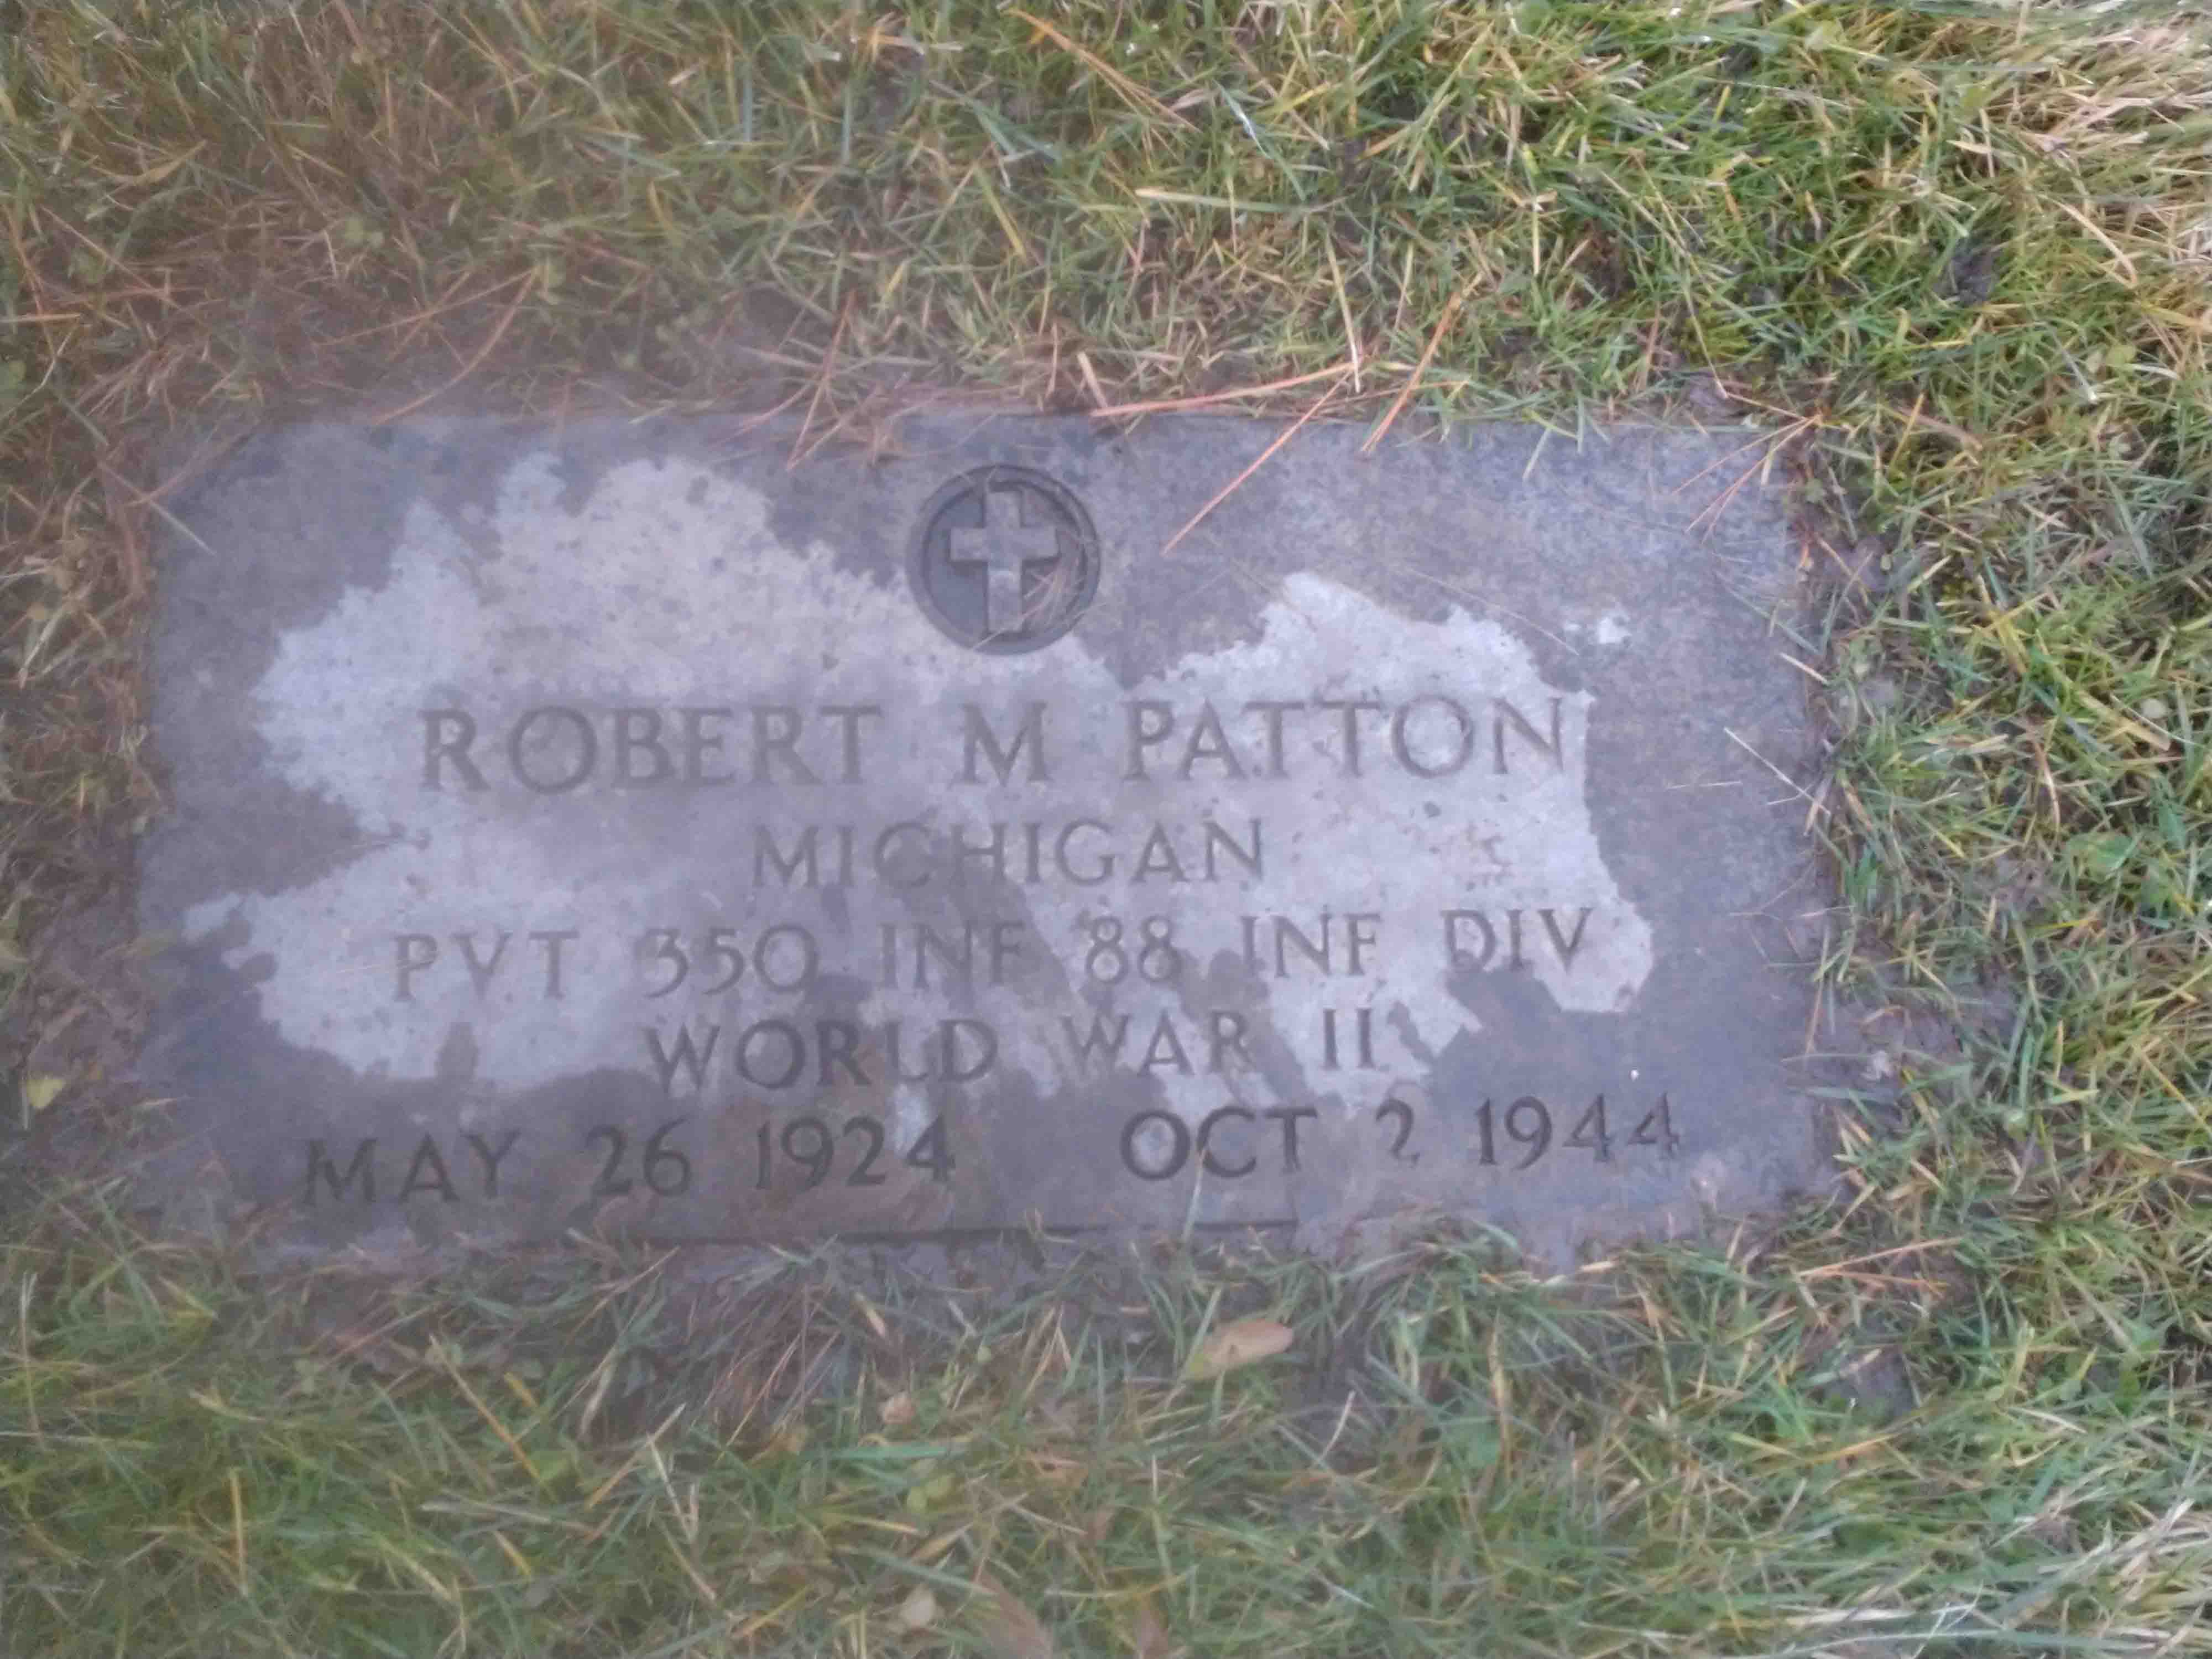 ROBERT M PATTON
MICHIGAN
PVT 350 INF 88 INF DIV
WORLD WAR II
MAY 26 1924 OCT 2 1944